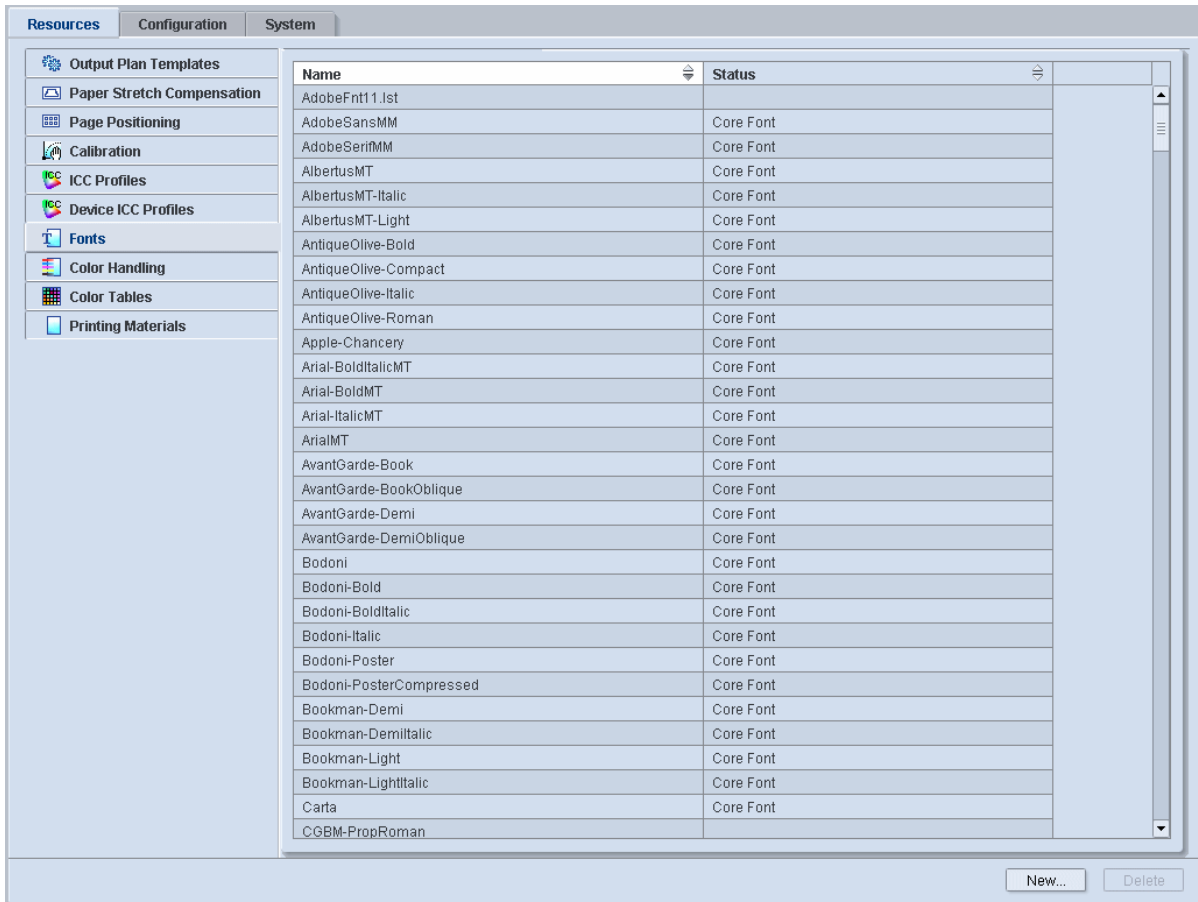 Resources Configuration System
Output Plan Templates
Paper Stretch Compensation
Page Positioning
Calibration
ICC ICC Profiles
ICC Device ICC Profiles
T Fonts
Color Handling
Color Tables
Printing Materials
Name Status
AdobeFnt11.lst
AdobeSansMM Core Font
AdobeSerifMM Core Font
AlbertusMT Core Font
AlbertusMT-Italic Core Font
AlbertusMT-Light Core Font
AntiqueOlive-Bold Core Font
AntiqueOlive-Compact Core Font
AntiqueOlive-Italic Core Font
AntiqueOlive-Roman Core Font
Apple-Chancery Core Font
Arial-BoldItalicMT Core Font
Arial-BoldMT Core Font
Arial-ItalicMT Core Font
ArialMT Core Font
AvantGarde-Book Core Font
AvantGarde-BookOblique Core Font
AvantGarde-Demi Core Font
AvantGarde-DemiOblique Core Font
Bodoni Core Font
Bodoni-Bold Core Font
Bodoni-BoldItalic Core Font
Bodoni-Italic Core Font
Bodoni-Poster Core Font
Bodoni-PosterCompressed Core Font
Bookman-Demi Core Font
Bookman-DemiItalic Core Font
Bookman-Light Core Font
Bookman-LightItalic Core Font
Carta Core Font
CGBM-PropRoman
New... Delete